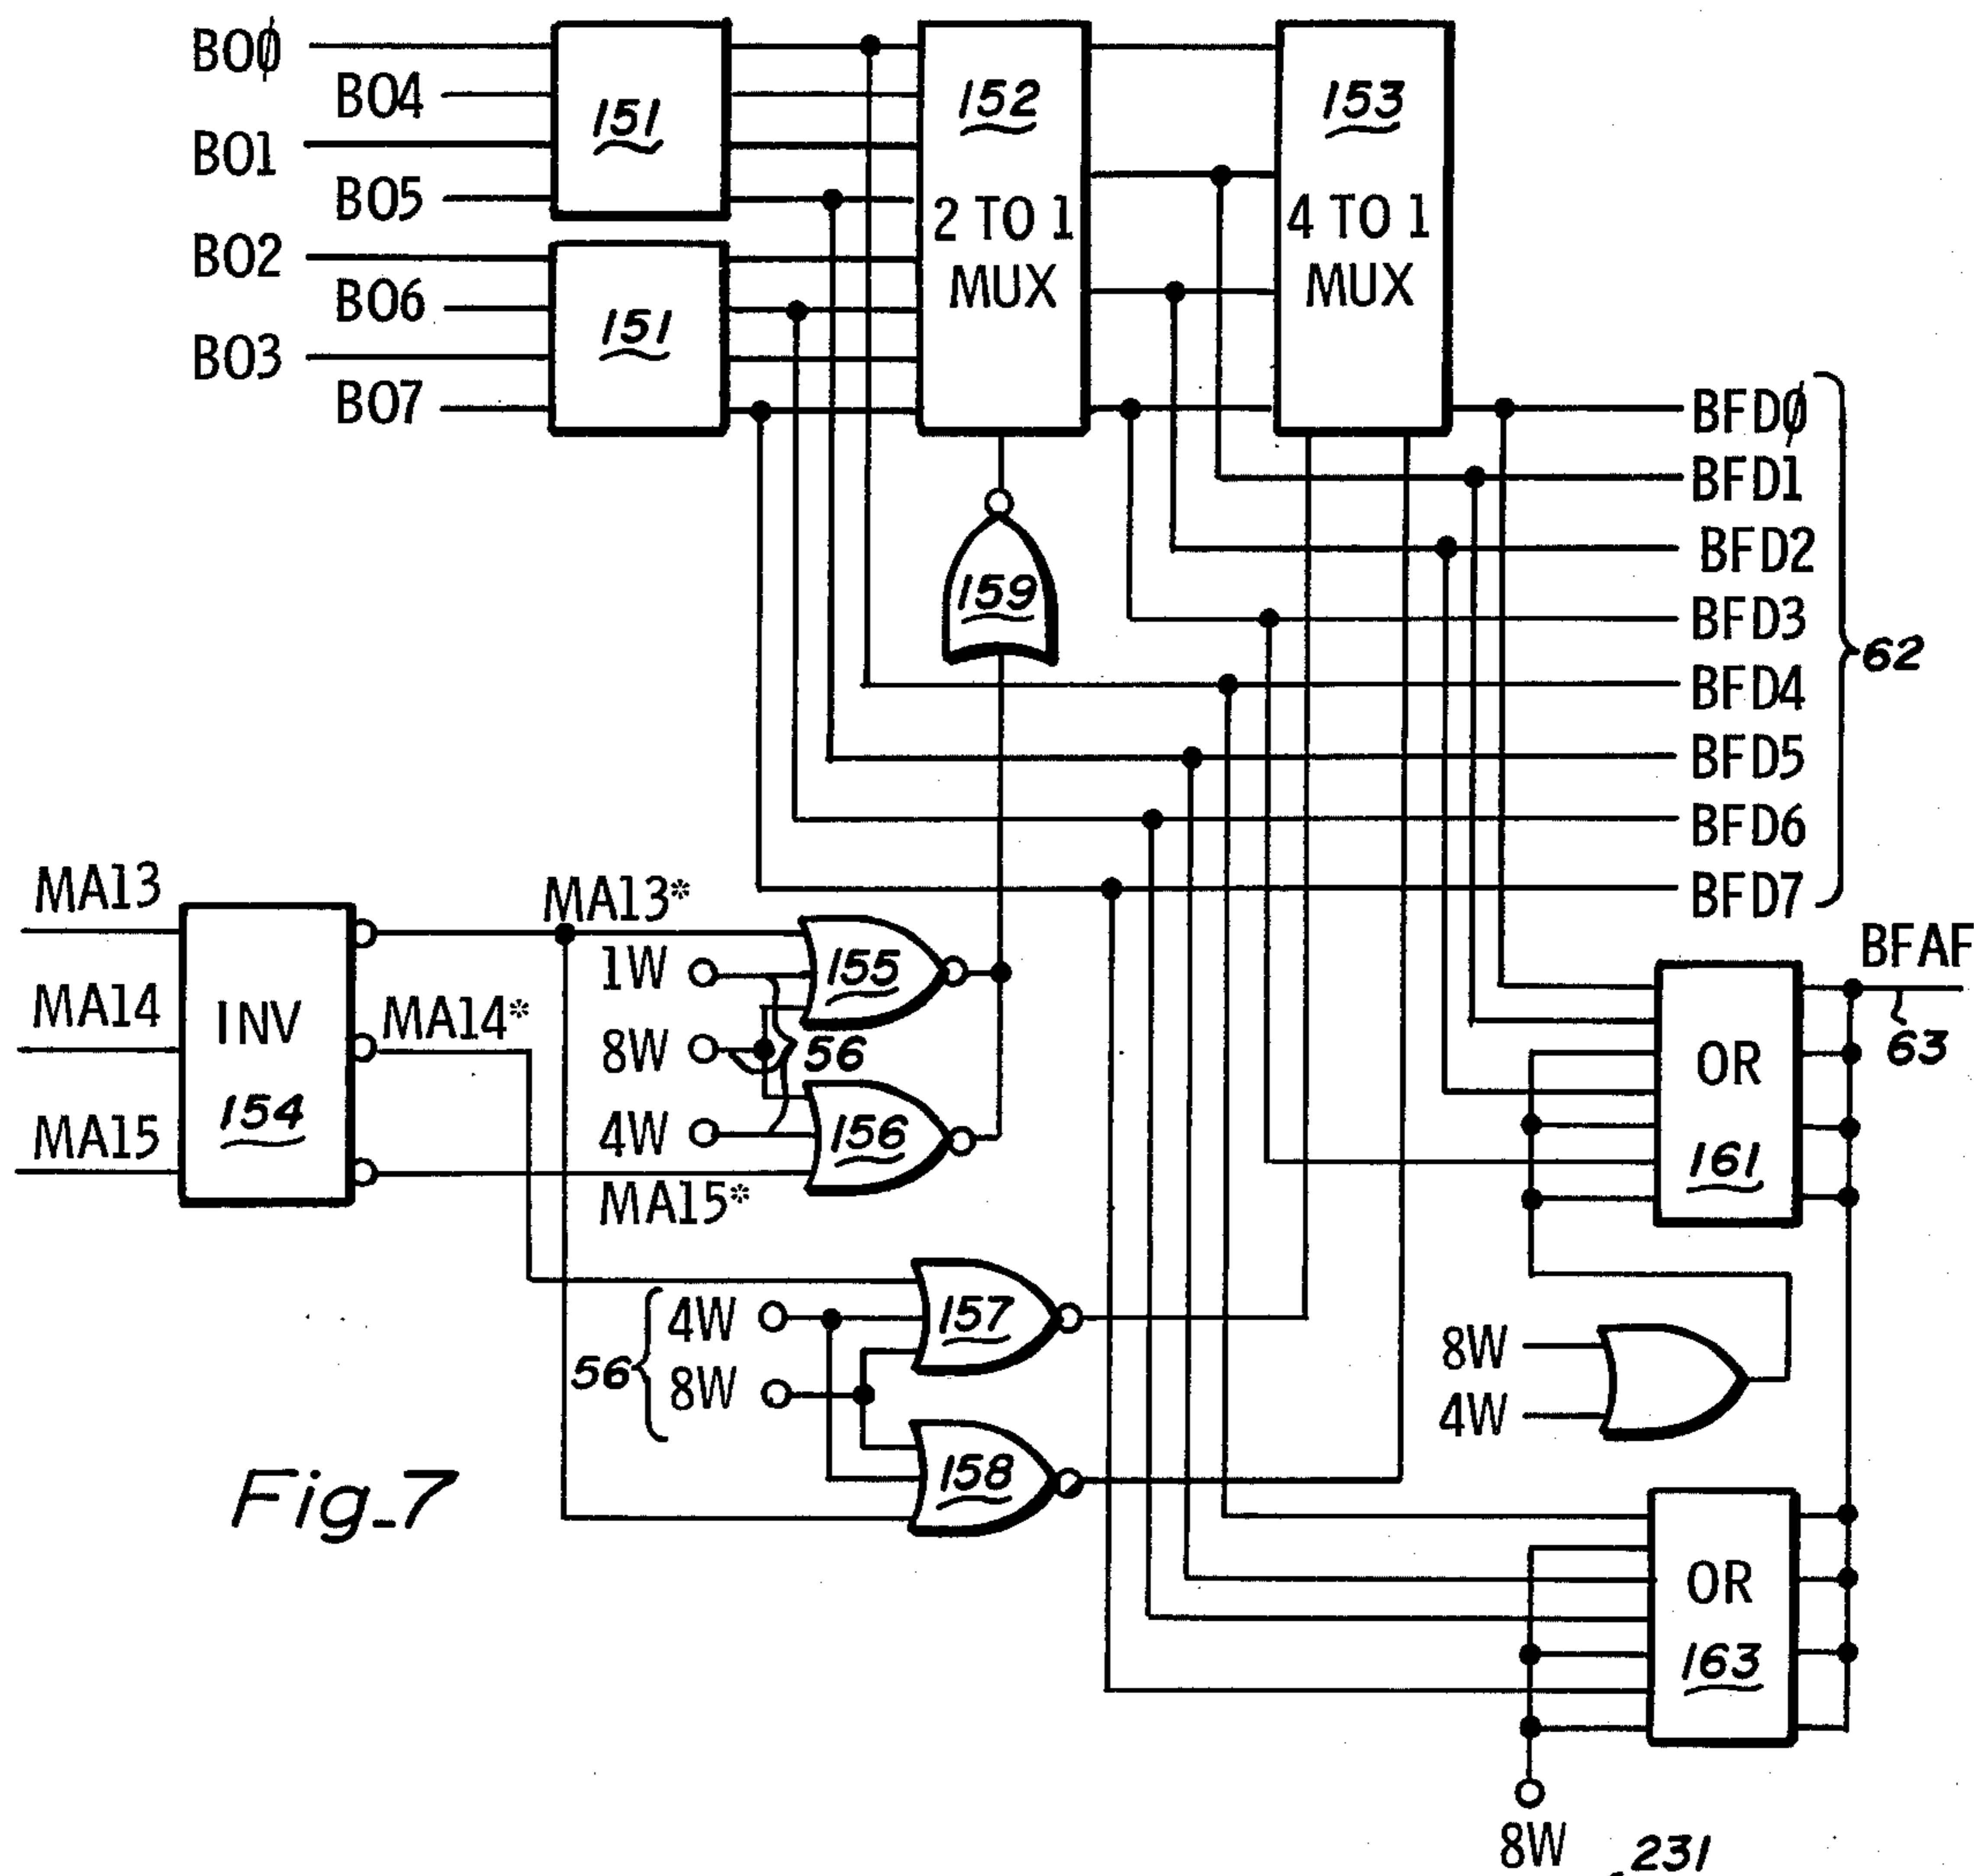 BOø
BO4
BO1
BO5
BO2
BO6
BO3
BO7
151
151
152
2 TO 1
MUX
153
4 TO 1
MUX
159
BFDø
BFD1
BFD2
BFD3
BFD4
BFD5
BFD6
BFD7
62
MA13
MA14
MA15
INV
154
MA13*
MA14*
MA15*
1W
8W
4W
56
155
156
56
4W
8W
157
158
BFAF
63
OR
161
8W
4W
OR
163
8W
231
Fig_7